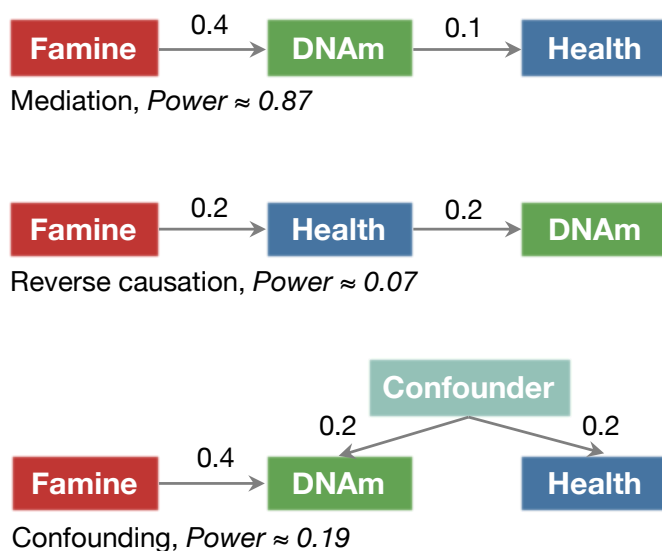 0.4 0.1
Famine DNAm Health
Mediation, Power ≈ 0.87
0.2 0.2
Famine Health DNAm
Reverse causation, Power ≈ 0.07
Confounder
0.2 0.2
0.4
Famine DNAm Health
Confounding, Power ≈ 0.19